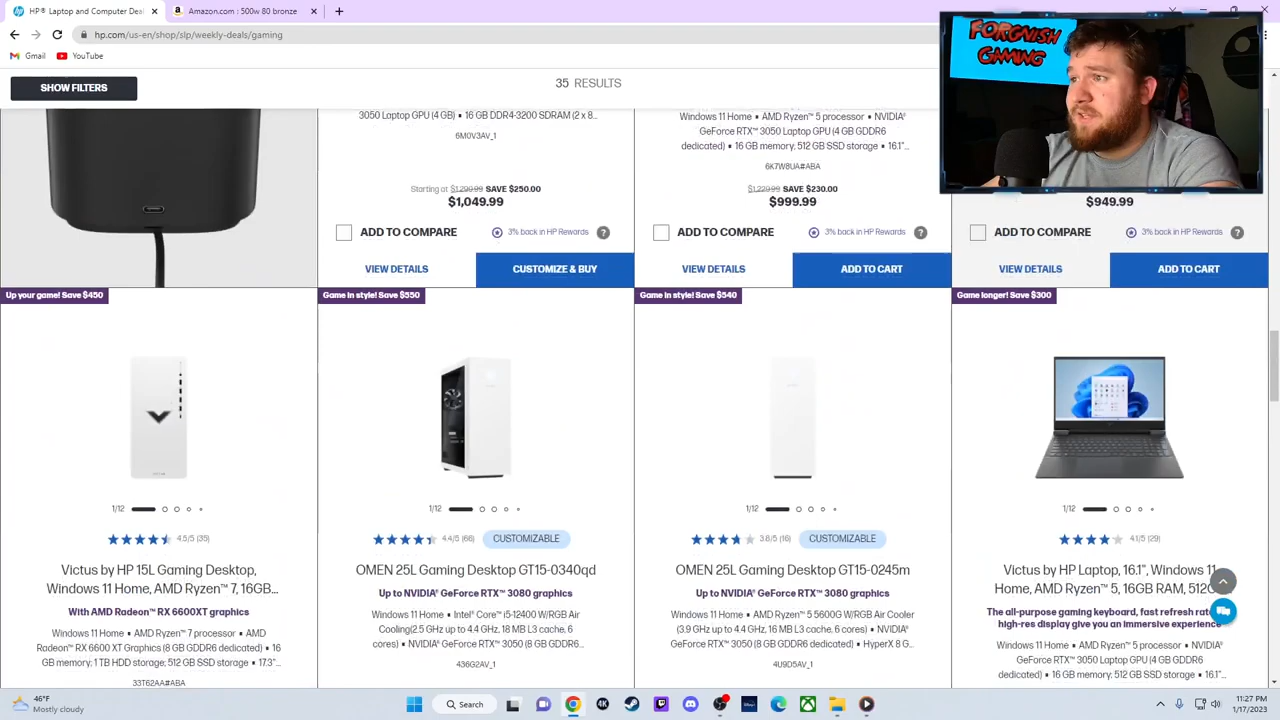 HP® Laptop and Computer Dea
Amazon.com : 500w 80 bronze
hp.com/us-en/shop/slp/weekly-deals/gaming
Gmail
YouTube
FORGNISH
GAMING
SHOW FILTERS
35 RESULTS
3050 Laptop GPU (4 GB) • 16 GB DDR4-3200 SDRAM (2 x 8...
6M0V3AV_1
Starting at $1,299.99 SAVE $250.00
$1,049.99
ADD TO COMPARE
3% back in HP Rewards
?
VIEW DETAILS
CUSTOMIZE & BUY
Windows 11 Home • AMD Ryzen™ 5 processor • NVIDIA®
GeForce RTX™ 3050 Laptop GPU (4 GB GDDR6
dedicated) • 16 GB memory; 512 GB SSD storage • 16.1"...
6K7W8UA#ABA
$1,229.99 SAVE $230.00
$999.99
ADD TO COMPARE
3% back in HP Rewards
?
VIEW DETAILS
ADD TO CART
$949.99
ADD TO COMPARE
3% back in HP Rewards
?
VIEW DETAILS
ADD TO CART
Up your game! Save $450
1/12
4.5/5 (35)
Victus by HP 15L Gaming Desktop,
Windows 11 Home, AMD Ryzen™ 7, 16GB...
With AMD Radeon™ RX 6600XT graphics
Windows 11 Home • AMD Ryzen™ 7 processor • AMD
Radeon™ RX 6600 XT Graphics (8 GB GDDR6 dedicated) • 16
GB memory; 1 TB HDD storage; 512 GB SSD storage • 17.3"...
33T62AA#ABA
Game in style! Save $550
1/12
4.4/5 (66)
CUSTOMIZABLE
OMEN 25L Gaming Desktop GT15-0340qd
Up to NVIDIA® GeForce RTX™ 3080 graphics
Windows 11 Home • Intel® Core™ i5-12400 W/RGB Air
Cooling(2.5 GHz up to 4.4 GHz, 18 MB L3 cache, 6
cores) • NVIDIA® GeForce RTX™ 3050 (8 GB GDDR6...
436G2AV_1
Game in style! Save $540
1/12
3.8/5 (16)
CUSTOMIZABLE
OMEN 25L Gaming Desktop GT15-0245m
Up to NVIDIA® GeForce RTX™ 3080 graphics
Windows 11 Home • AMD Ryzen™ 5 5600G W/RGB Air Cooler
(3.9 GHz up to 4.4 GHz, 16 MB L3 cache, 6 cores) • NVIDIA®
GeForce RTX™ 3050 (8 GB GDDR6 dedicated) • HyperX 8 G...
4U9D5AV_1
Game longer! Save $300
1/12
4.1/5 (29)
Victus by HP Laptop, 16.1", Windows 11
Home, AMD Ryzen™ 5, 16GB RAM, 512G
The all-purpose gaming keyboard, fast refresh rat
high-res display give you an immersive experience
Windows 11 Home • AMD Ryzen™ 5 processor • NVIDIA®
GeForce RTX™ 3050 Laptop GPU (4 GB GDDR6
dedicated) • 16 GB memory; 512 GB SSD storage • 16.1"...
46°F
Mostly cloudy
Search
11:27 PM
1/17/2023